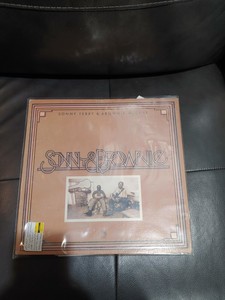 SONNY TERRY & BROWNIE McGHEE
SONNY & BROWNIE